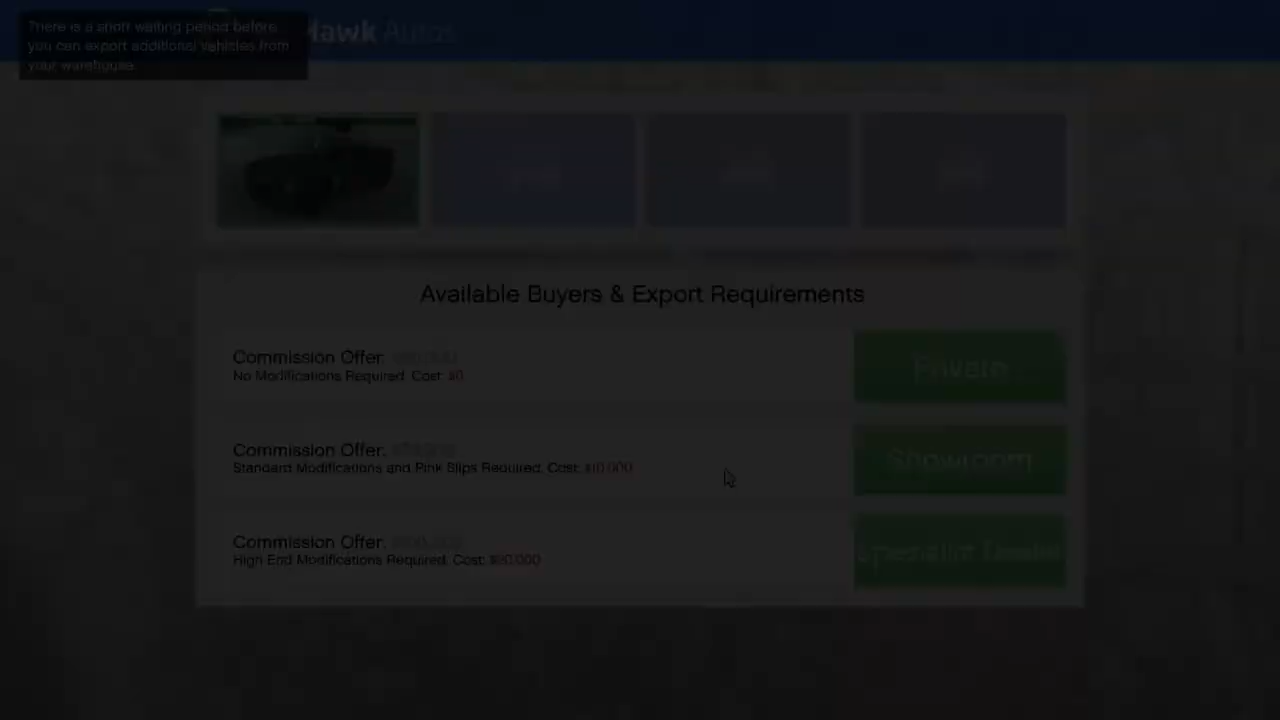 There is a short waiting period before
you can export additional vehicles from
your warehouse.
Hawk Autos
Available Buyers & Export Requirements
Commission Offer:
No Modifications Required. Cost: $0
Private
Commission Offer:
Standard Modifications and Pink Slips Required. Cost: $10,000
Showroom
Commission Offer:
High End Modifications Required. Cost:
Specialist Dealer